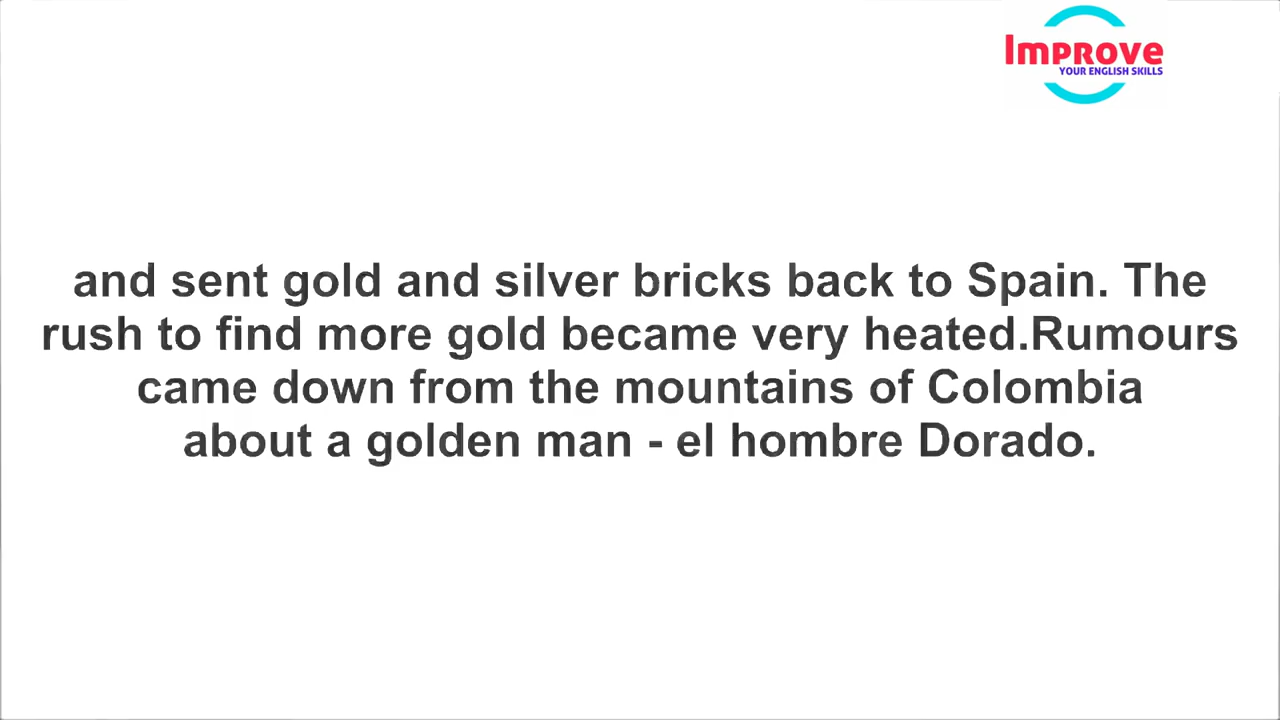 Improve
YOUR ENGLISH SKILLS
and sent gold and silver bricks back to Spain. The
rush to find more gold became very heated.Rumours
came down from the mountains of Colombia
about a golden man - el hombre Dorado.